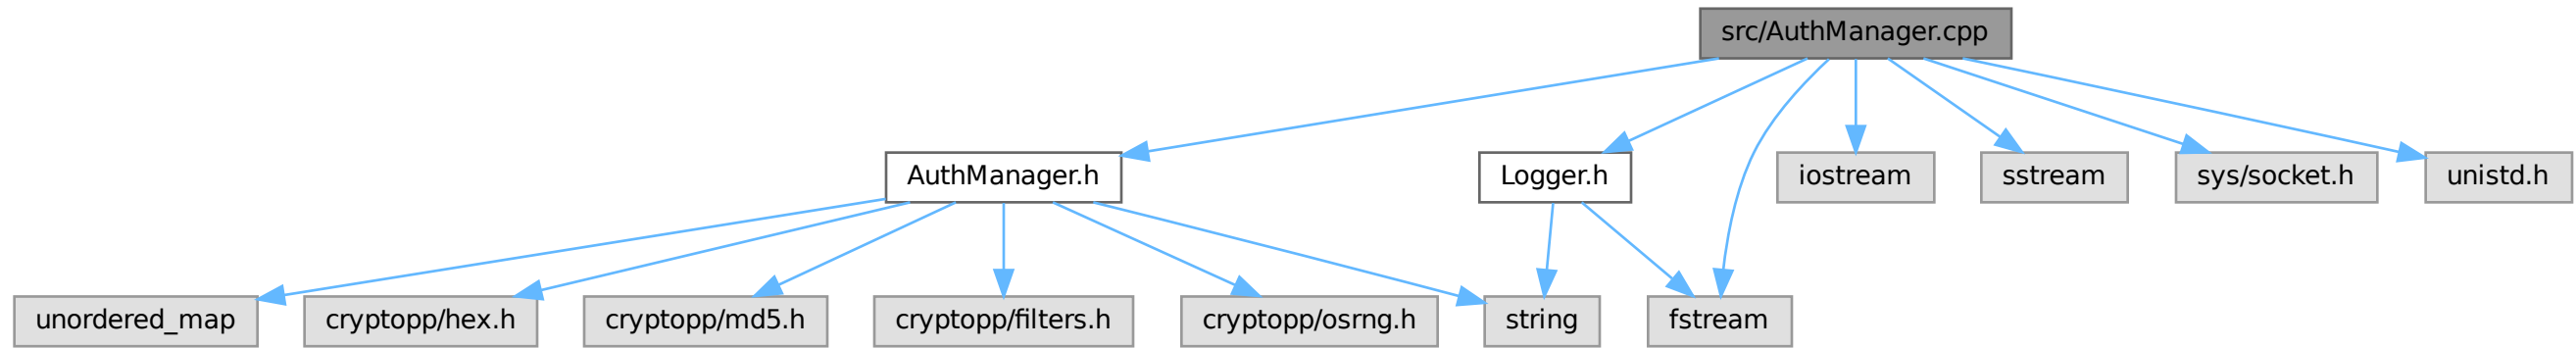 src/AuthManager.cpp
AuthManager.h
Logger.h
iostream
sstream
sys/socket.h
unistd.h
unordered_map
cryptopp/hex.h
cryptopp/md5.h
cryptopp/filters.h
cryptopp/osrng.h
string
fstream